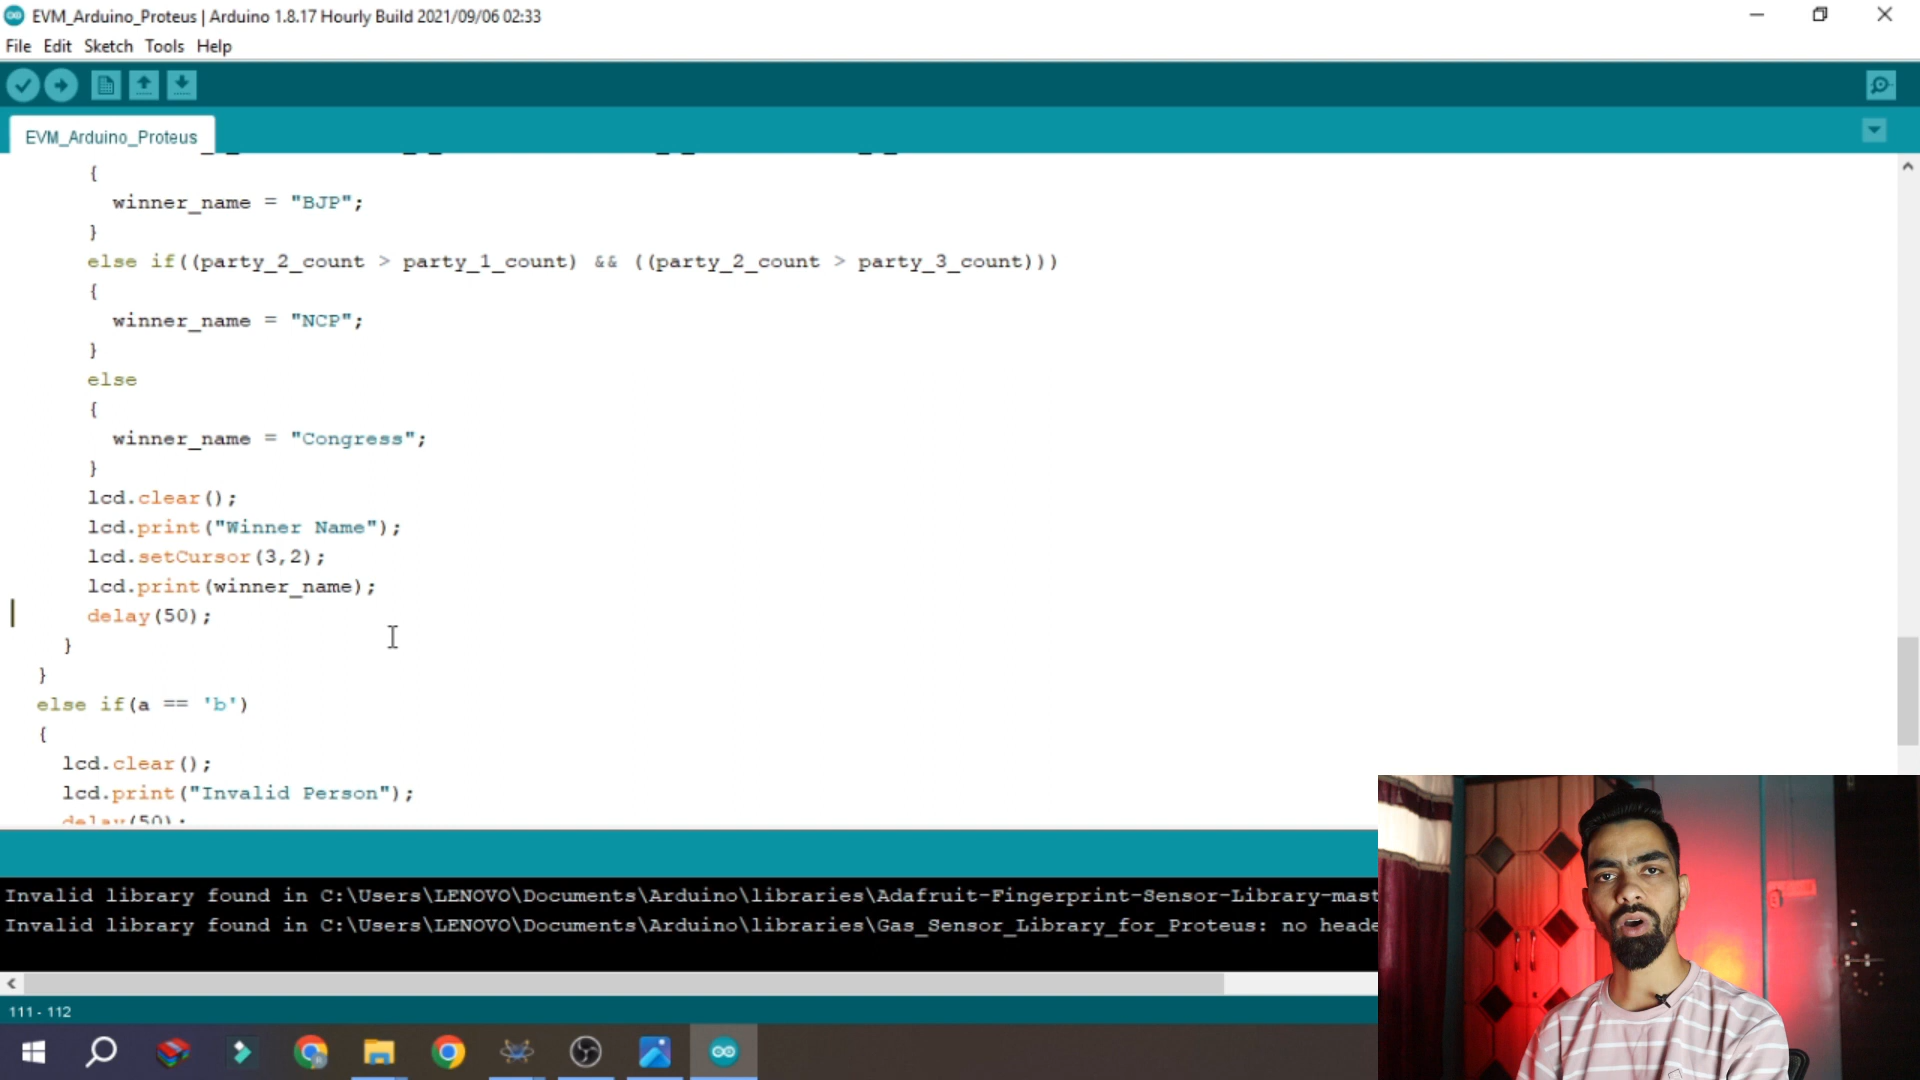 EVM_Arduino_Proteus | Arduino 1.8.17 Hourly Build 2021/09/06 02:33
File Edit Sketch Tools Help
EVM_Arduino_Proteus
{
winner_name = "BJP";
}
else if((party_2_count > party_1_count) && ((party_2_count > party_3_count)))
{
winner_name = "NCP";
}
else
{
winner_name = "Congress";
}
lcd.clear();
lcd.print("Winner Name");
lcd.setCursor(3,2);
lcd.print(winner_name);
delay(50);
}
}
else if(a == 'b')
{
lcd.clear();
lcd.print("Invalid Person");
delay(50);
Invalid library found in C:\Users\LENOVO\Documents\Arduino\libraries\Adafruit-Fingerprint-Sensor-Library-mast
Invalid library found in C:\Users\LENOVO\Documents\Arduino\libraries\Gas_Sensor_Library_for_Proteus: no heade
111 - 112